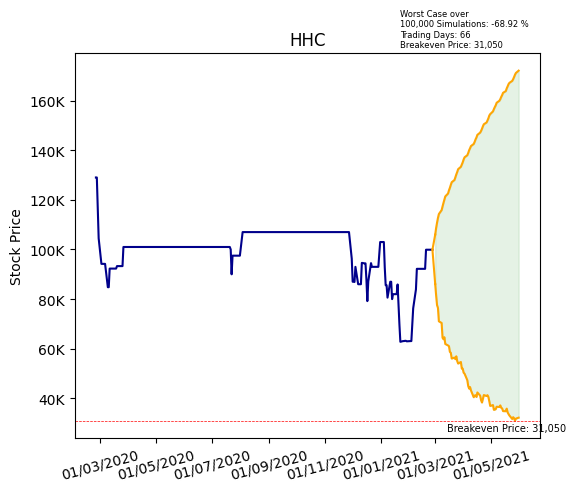 Worst Case over
100,000 Simulations: -68.92 %
Trading Days: 66
Breakeven Price: 31,050
HHC
Stock Price
160K
140K
120K
100K
80K
60K
40K
Breakeven Price: 31,050
01/03/2020
01/05/2020
01/07/2020
01/09/2020
01/11/2020
01/01/2021
01/03/2021
01/05/2021